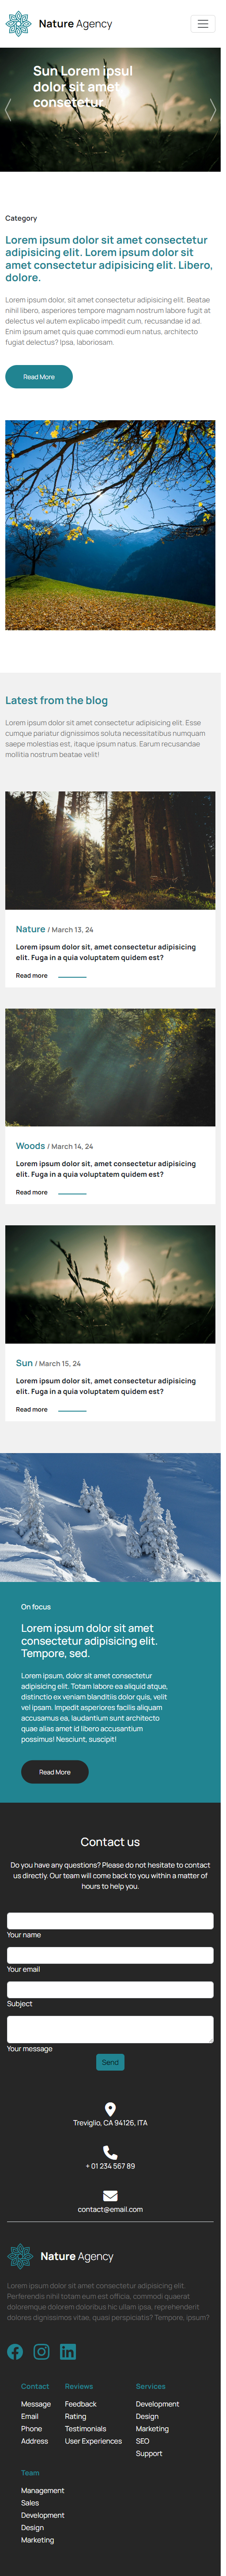 Nature Agency
Sun Lorem ipsul
dolor sit amet
consetetur
Category
Lorem ipsum dolor sit amet consectetur
adipisicing elit. Lorem ipsum dolor sit
amet consectetur adipisicing elit. Libero,
dolore.
Lorem ipsum dolor, sit amet consectetur adipisicing elit. Beatae
nihil libero, asperiores tempore magnam nostrum labore fugit at
delectus vel autem explicabo impedit cum, recusandae id ad.
Enim ipsum amet quis quae commodi eum natus, architecto
fugiat delectus? Ipsa, laboriosam.
Read More
Latest from the blog
Lorem ipsum dolor sit amet consectetur adipisicing elit. Esse
cumque pariatur dignissimos soluta necessitatibus numquam
saepe molestias est, itaque ipsum natus. Earum recusandae
mollitia nostrum beatae velit!
Nature / March 13, 24
Lorem ipsum dolor sit, amet consectetur adipisicing
elit. Fuga in a quia voluptatem quidem est?
Read more
Woods / March 14, 24
Lorem ipsum dolor sit, amet consectetur adipisicing
elit. Fuga in a quia voluptatem quidem est?
Read more
Sun / March 15, 24
Lorem ipsum dolor sit, amet consectetur adipisicing
elit. Fuga in a quia voluptatem quidem est?
Read more
On focus
Lorem ipsum dolor sit amet
consectetur adipisicing elit.
Tempore, sed.
Lorem ipsum, dolor sit amet consectetur
adipisicing elit. Totam labore ea aliquid atque,
distinctio ex veniam blanditiis dolor quis, velit
vel ipsam. Impedit asperiores facilis aliquam
accusamus ea, laudantium sunt architecto
quae alias amet id libero accusantium
possimus! Nesciunt, suscipit!
Read More
Contact us
Do you have any questions? Please do not hesitate to contact
us directly. Our team will come back to you within a matter of
hours to help you.
Your name
Your email
Subject
Your message
Send
Treviglio, CA 94126, ITA
+ 01 234 567 89
contact@email.com
Nature Agency
Lorem ipsum dolor sit amet consectetur adipisicing elit.
Perferendis nihil totam eum est officia, commodi quaerat
doloremque dolorem doloribus hic ullam ipsa, reprehenderit
dolores dignissimos vitae, quasi perspiciatis? Tempore, ipsum?
Contact Reviews Services
Message Feedback Development
Email Rating Design
Phone Testimonials Marketing
Address User Experiences SEO
Support
Team
Management
Sales
Development
Design
Marketing